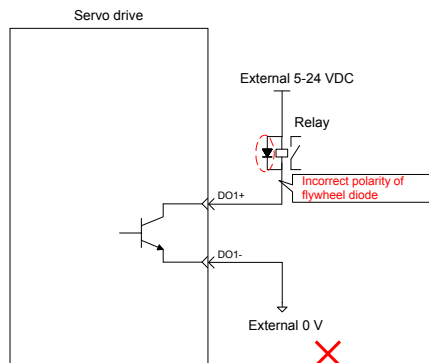 Servo drive
External 5-24 VDC
Relay
Incorrect polarity of
flywheel diode
DO1+
DO1-
External 0 V